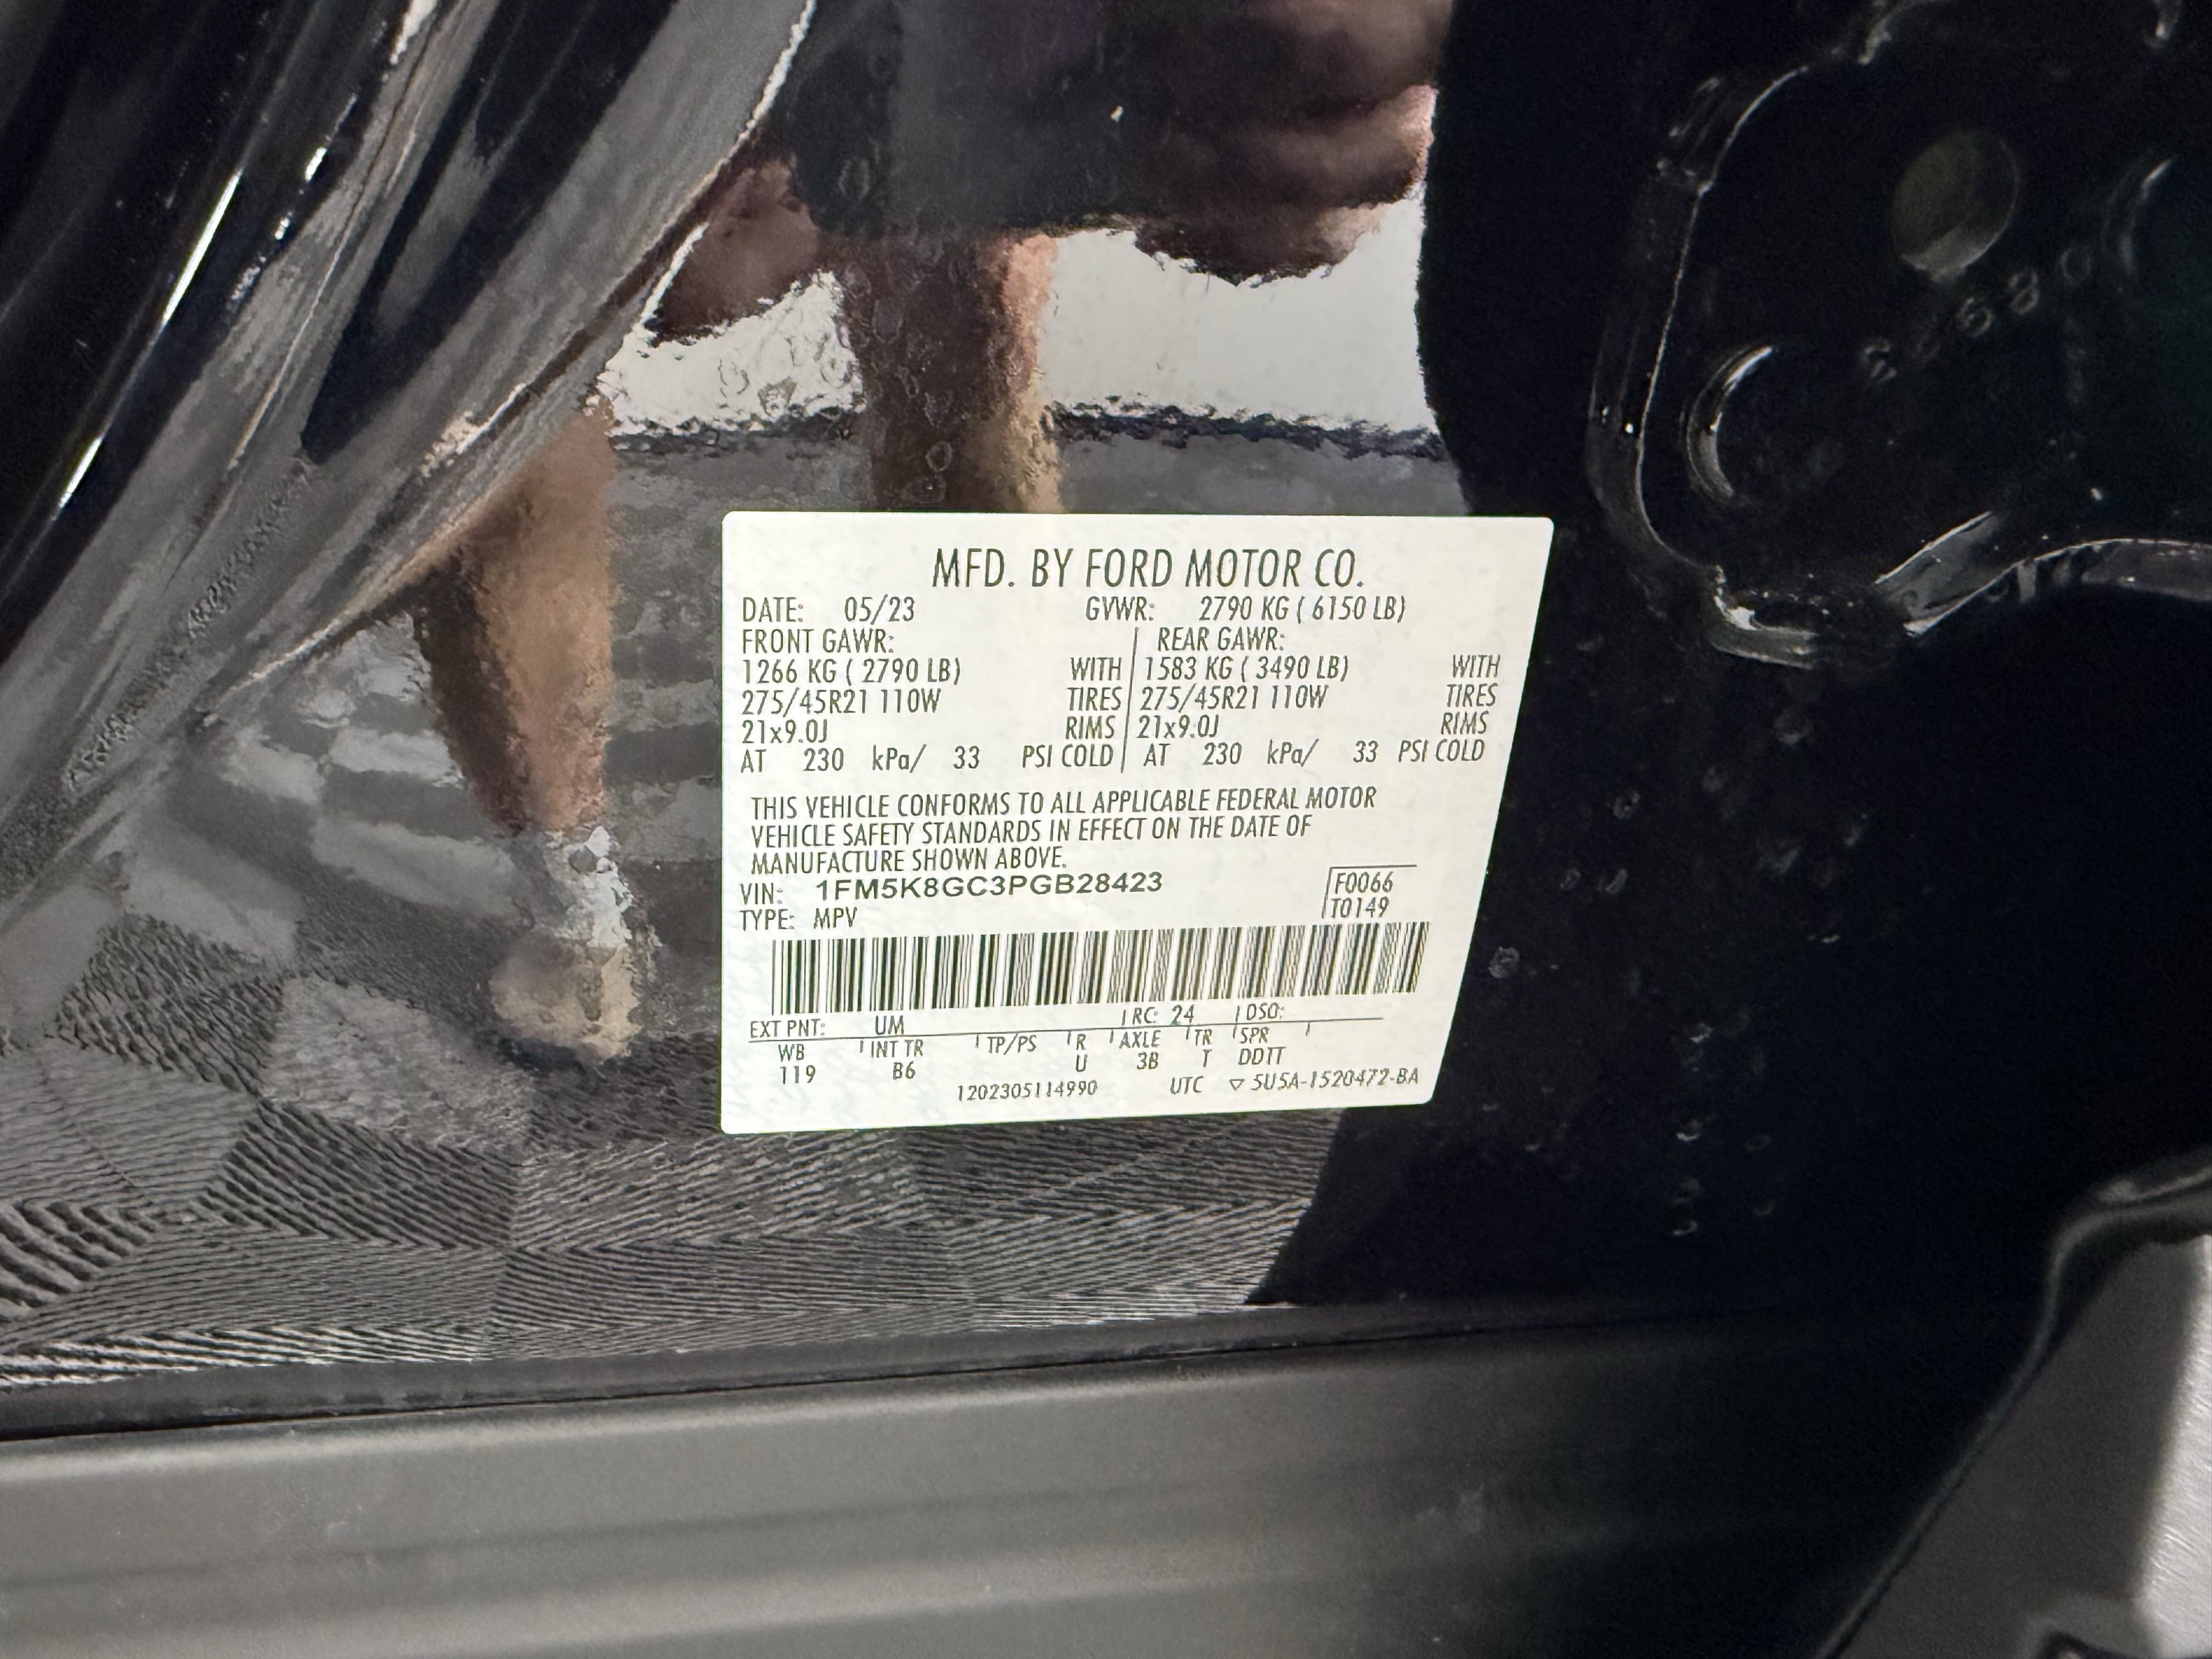 MFD. BY FORD MOTOR CO.
DATE: 05/23 GVWR: 2790 KG ( 6150 LB)
FRONT GAWR: REAR GAWR:
1266 KG ( 2790 LB) WITH 1583 KG ( 3490 LB) WITH
275/45R21 110W TIRES 275/45R21 110W TIRES
21x9.0J RIMS 21x9.0J RIMS
AT 230 kPa/ 33 PSI COLD AT 230 kPa/ 33 PSI COLD
THIS VEHICLE CONFORMS TO ALL APPLICABLE FEDERAL MOTOR
VEHICLE SAFETY STANDARDS IN EFFECT ON THE DATE OF
MANUFACTURE SHOWN ABOVE.
VIN: 1FM5K8GC3PGB28423 F0066
TYPE: MPV T0149
EXT PNT: UM RC: 24 DSO:
WB INT TR TP/PS R AXLE TR SPR
119 B6 U 3B T DDTT
1202305114990 UTC ▽ 5U5A-1520472-BA